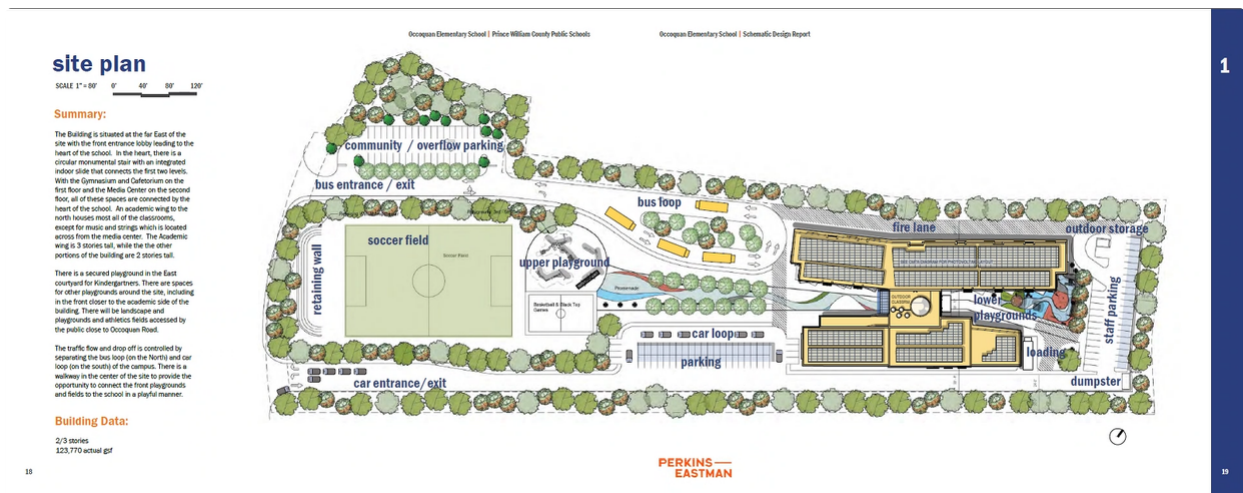 Occoquan Elementary School | Prince William County Public Schools
Occoquan Elementary School | Schematic Design Report
1
site plan
SCALE 1" = 80' 0' 40' 80' 120'
Summary:
The Building is situated at the far East of the
site with the front entrance lobby leading to the
heart of the school. In the heart, there is a
circular monumental stair with an integrated
indoor slide that connects the first two levels.
With the Gymnasium and Cafetorium on the
first floor and the Media Center on the second
floor, all of these spaces are connected by the
heart of the school. An academic wing to the
north houses most all of the classrooms,
except for music and strings which is located
across from the media center. The Academic
wing is 3 stories tall, while the the other
portions of the building are 2 stories tall.
There is a secured playground in the East
courtyard for Kindergartners. There are spaces
for other playgrounds around the site, including
in the front closer to the academic side of the
building. There will be landscape and
playgrounds and athletics fields accessed by
the public close to Occoquan Road.
The traffic flow and drop off is controlled by
separating the bus loop (on the North) and car
loop (on the south) of the campus. There is a
walkway in the center of the site to provide the
opportunity to connect the front playgrounds
and fields to the school in a playful manner.
Building Data:
2/3 stories
123,770 actual gsf
community / overflow parking
bus entrance / exit
bus loop
fire lane
outdoor storage
soccer field
Soccer Field
upper playground
retaining wall
Promenade
Basketball & Black Top
Games
OUTDOOR
CLASSROOM
lower
playgrounds
staff parking
car loop
parking
loading
car entrance/exit
dumpster
PERKINS—
EASTMAN
18
19